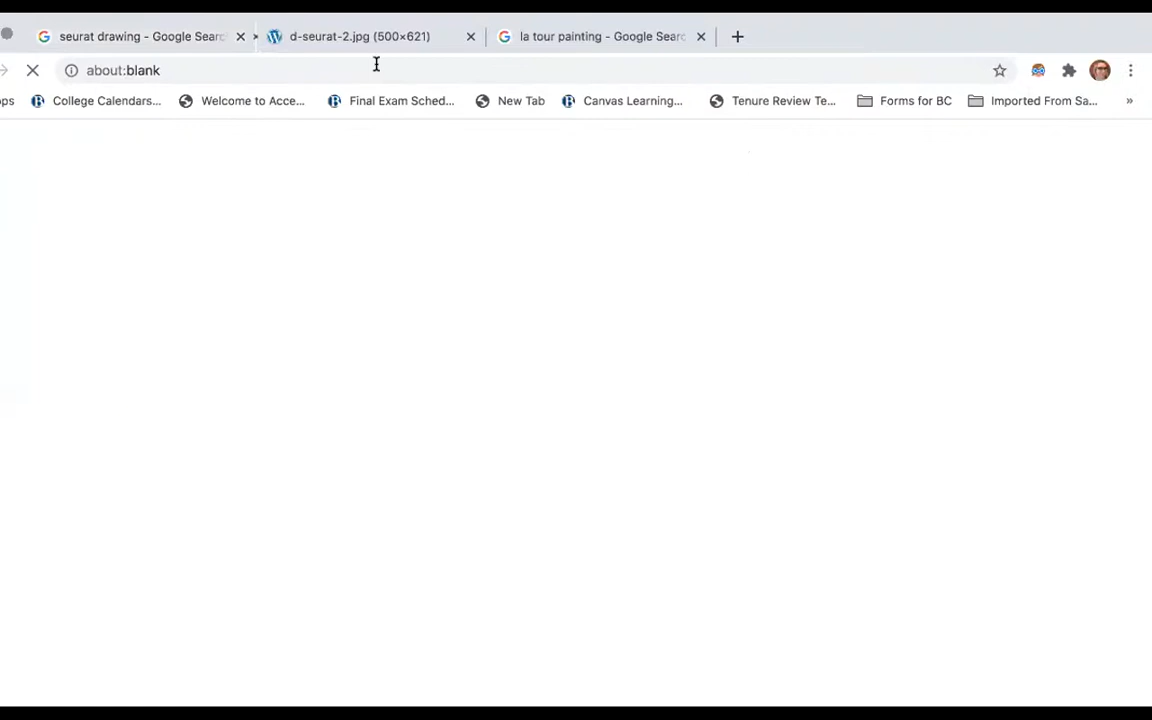 seurat drawing - Google Searc d-seurat-2.jpg (500×621) la tour painting - Google Searc
about:blank
ps College Calendars... Welcome to Acce... Final Exam Sched... New Tab Canvas Learning... Tenure Review Te... Forms for BC Imported From Sa... »